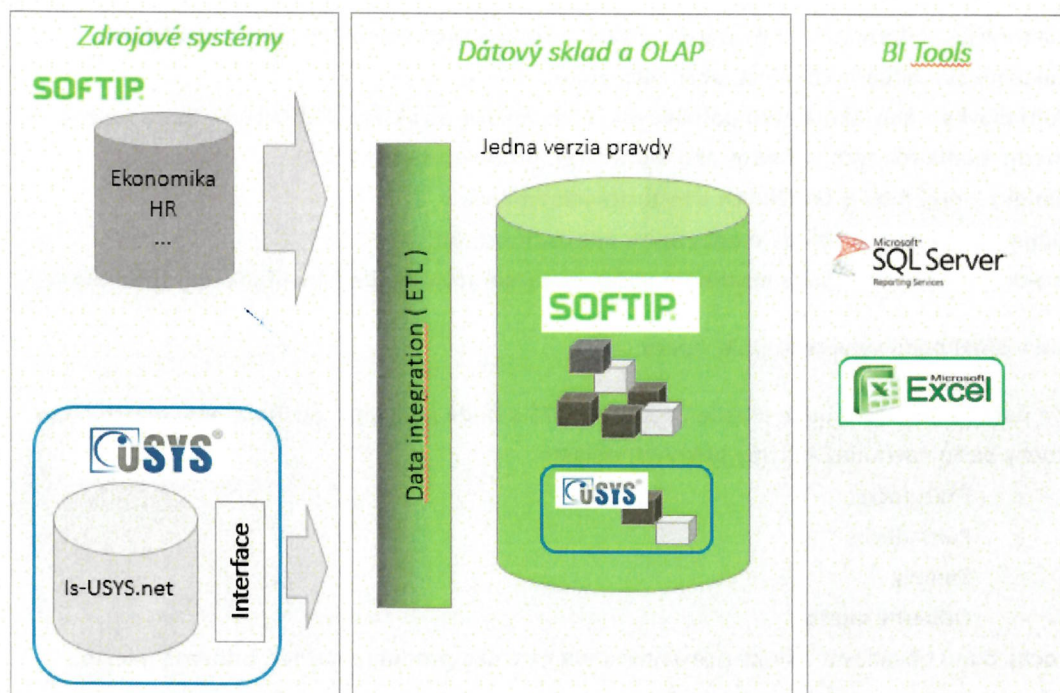 Zdrojové systémy
SOFTIP
Ekonomika
HR
...
uSYS®
Is-USYS.net
Interface
Dátový sklad a OLAP
Jedna verzia pravdy
Data integration ( ETL )
SOFTIP
uSYS®
BI Tools
Microsoft®
SQL Server
Reporting Services
Microsoft®
Excel